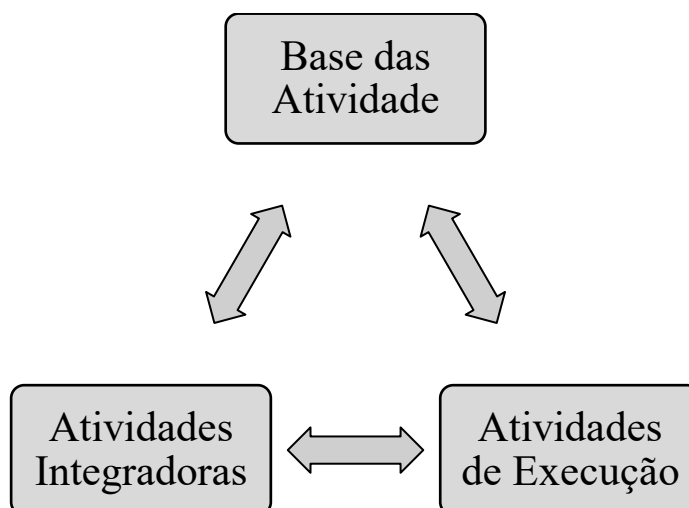 Base das
Atividade
Atividades
Integradoras
Atividades
de Execução